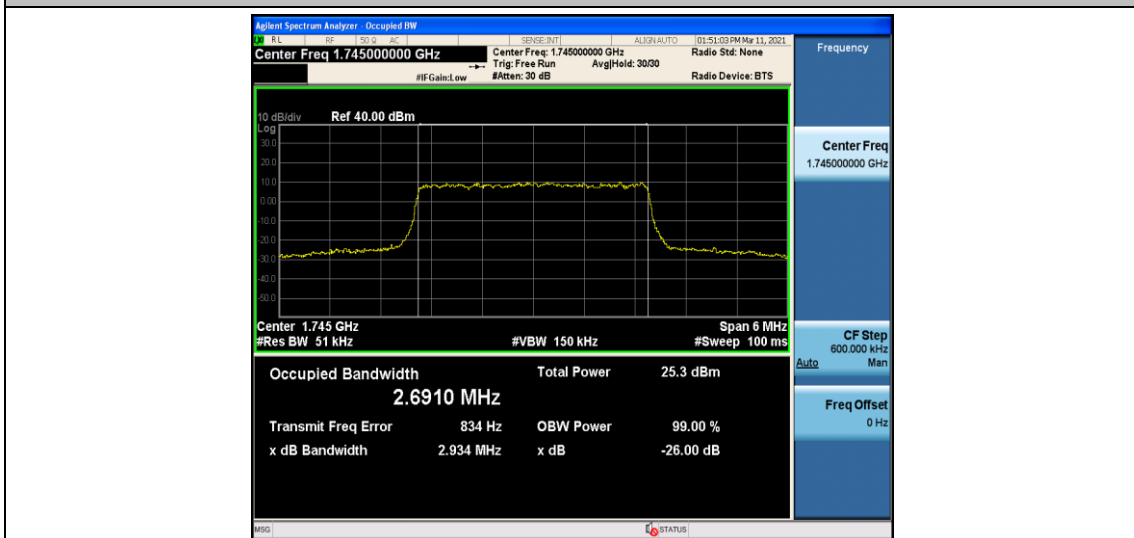 Agilent Spectrum Analyzer - Occupied BW
RL RF 50 Ω AC SENSE:INT ALIGN AUTO 01:51:03 PM Mar 11, 2021
Center Freq 1.745000000 GHz
Center Freq: 1.745000000 GHz Radio Std: None
Trig: Free Run Avg|Hold: 30/30
#IFGain:Low #Atten: 30 dB Radio Device: BTS
10 dB/div Ref 40.00 dBm
Log
30.0
20.0
10.0
0.00
-10.0
-20.0
-30.0
-40.0
-50.0
Center 1.745 GHz Span 6 MHz
#Res BW 51 kHz #VBW 150 kHz #Sweep 100 ms
Occupied Bandwidth Total Power 25.3 dBm
2.6910 MHz
Transmit Freq Error 834 Hz OBW Power 99.00 %
x dB Bandwidth 2.934 MHz x dB -26.00 dB
MSG STATUS
Frequency
Center Freq
1.745000000 GHz
CF Step
600.000 kHz
Auto Man
Freq Offset
0 Hz